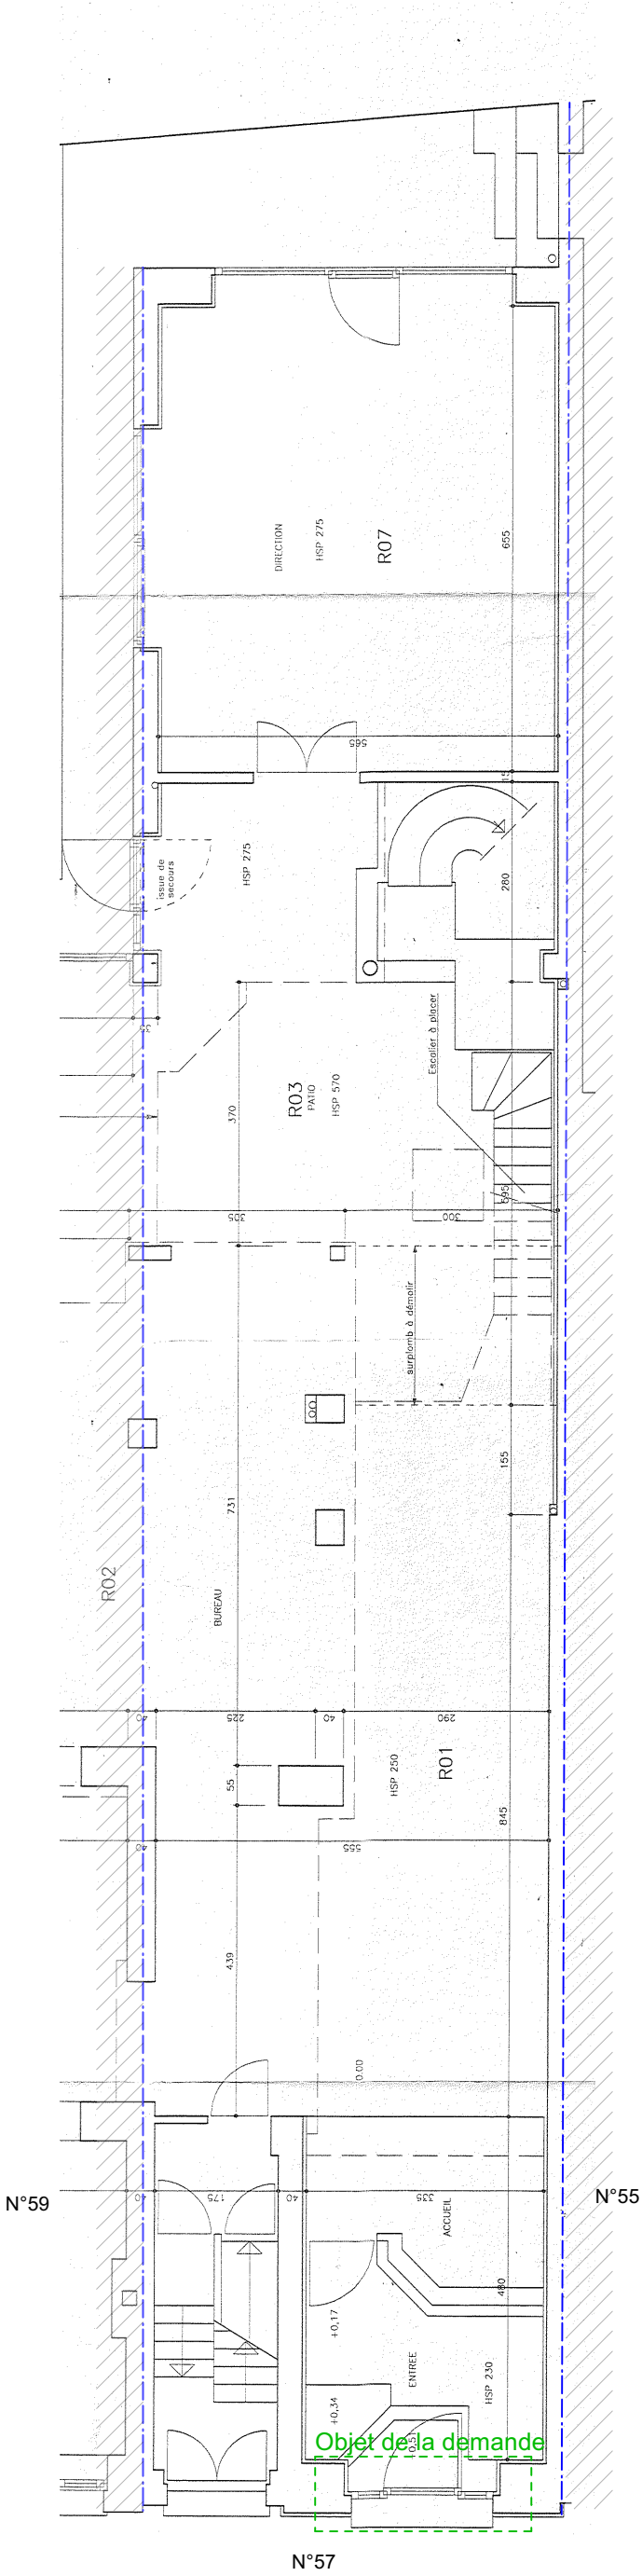 DIRECTION
HSP 275
R07
655
565
15
issue de
secours
HSP 275
280
35
Escalier à placer
370
R03
PATIO
HSP 570
595
305
300
surplomb à démolir
155
731
R02
BUREAU
40
225
40
290
55
HSP 250
R01
845
40
555
439
0.00
N°59
N°55
40
175
40
335
ACCUEIL
480
+0,17
ENTREE
HSP 230
+0,34
0,51
Objet de la demande
N°57